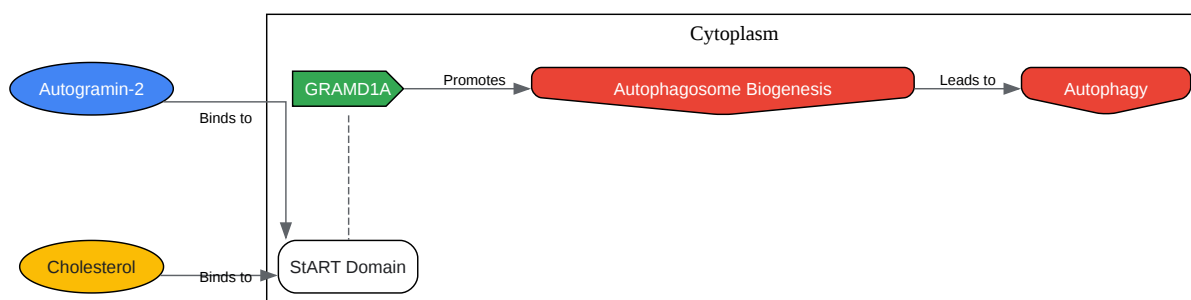 Cytoplasm
Autogramin-2
GRAMD1A
Promotes
Autophagosome Biogenesis
Leads to
Autophagy
Binds to
Cholesterol
Binds to
StART Domain